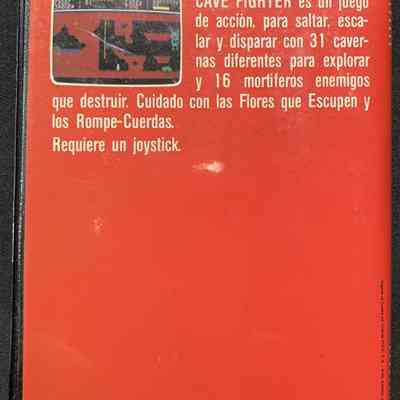 CAVE FIGHTER es un juego
de acción, para saltar, esca-
lar y disparar con 31 caver-
nas diferentes para explorar
y 16 mortíferos enemigos
que destruir. Cuidado con las Flores que Escupen y
los Rompe-Cuerdas.
Requiere un joystick.